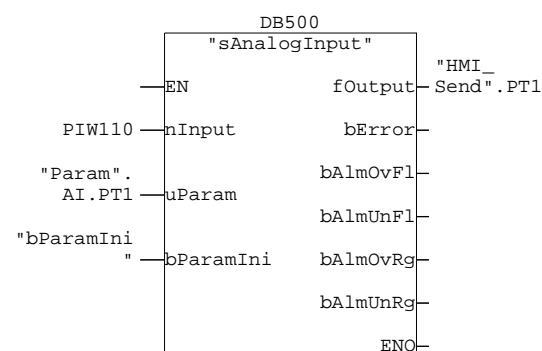 DB500
"sAnalogInput"
"HMI_
EN fOutput Send".PT1
PIW110 nInput bError
"Param". bAlmOvFl
AI.PT1 uParam
bAlmUnFl
"bParamIni
" bParamIni bAlmOvRg
bAlmUnRg
ENO